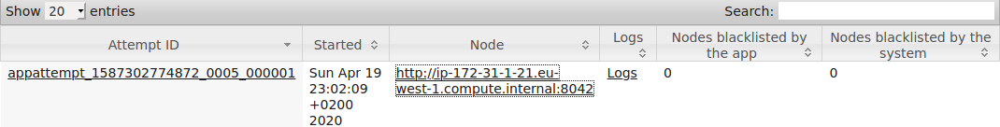 Show 20 entries Search:
Attempt ID Started Node Logs Nodes blacklisted by the app Nodes blacklisted by the system
appattempt_1587302774872_0005_000001 Sun Apr 19 http://ip-172-31-1-21.eu- Logs 0 0
23:02:09 west-1.compute.internal:8042
+0200
2020